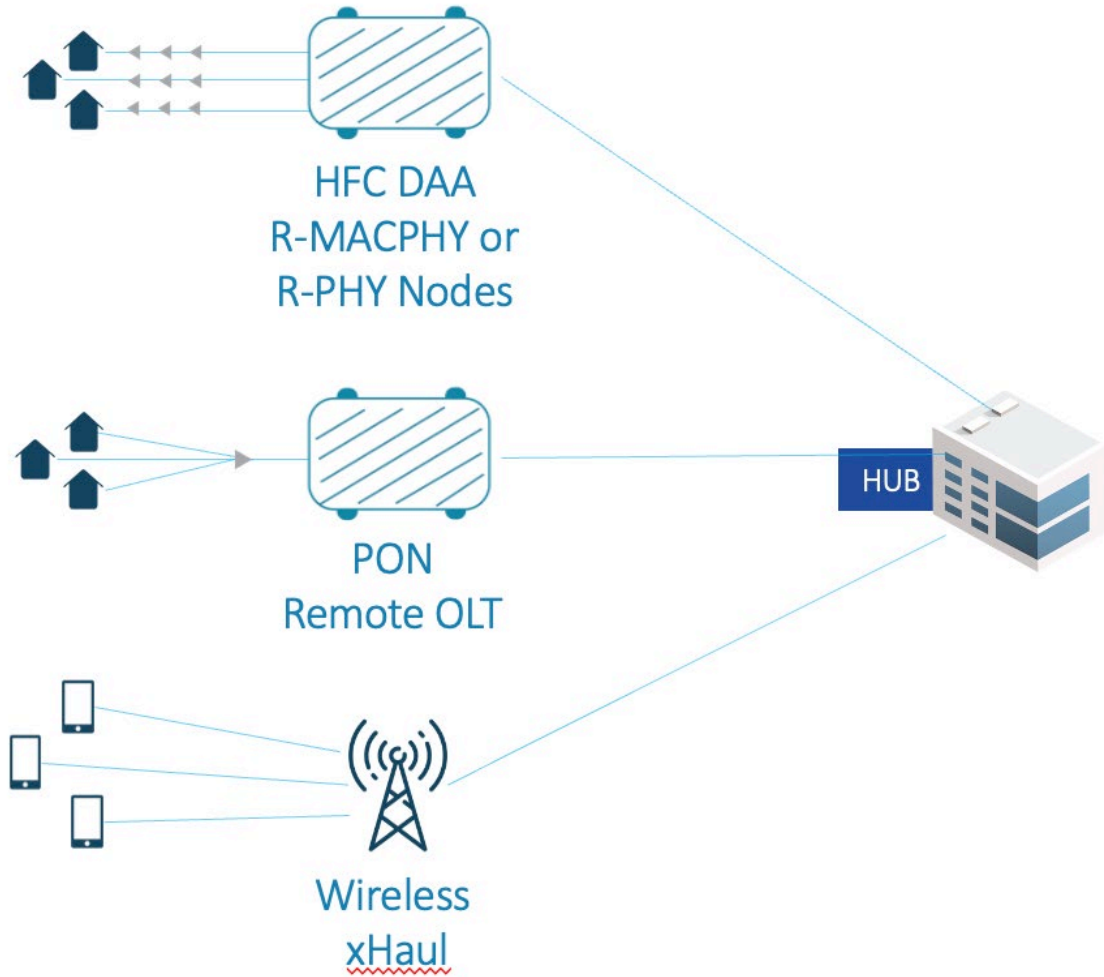 HFC DAA
R-MACPHY or
R-PHY Nodes
HUB
PON
Remote OLT
Wireless
xHaul